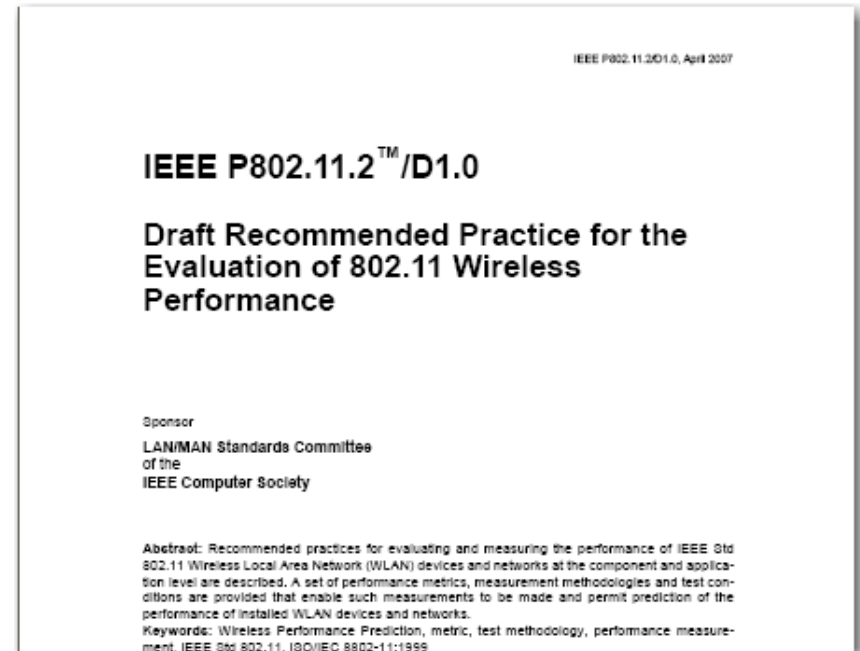 IEEE P802.11.2/D1.0, April 2007
IEEE P802.11.2™/D1.0
Draft Recommended Practice for the
Evaluation of 802.11 Wireless
Performance
Sponsor
LAN/MAN Standards Committee
of the
IEEE Computer Society
Abstract: Recommended practices for evaluating and measuring the performance of IEEE Std
802.11 Wireless Local Area Network (WLAN) devices and networks at the component and applica-
tion level are described. A set of performance metrics, measurement methodologies and test con-
ditions are provided that enable such measurements to be made and permit prediction of the
performance of installed WLAN devices and networks.
Keywords: Wireless Performance Prediction, metric, test methodology, performance measure-
ment, IEEE Std 802.11, ISO/IEC 8802-11:1999